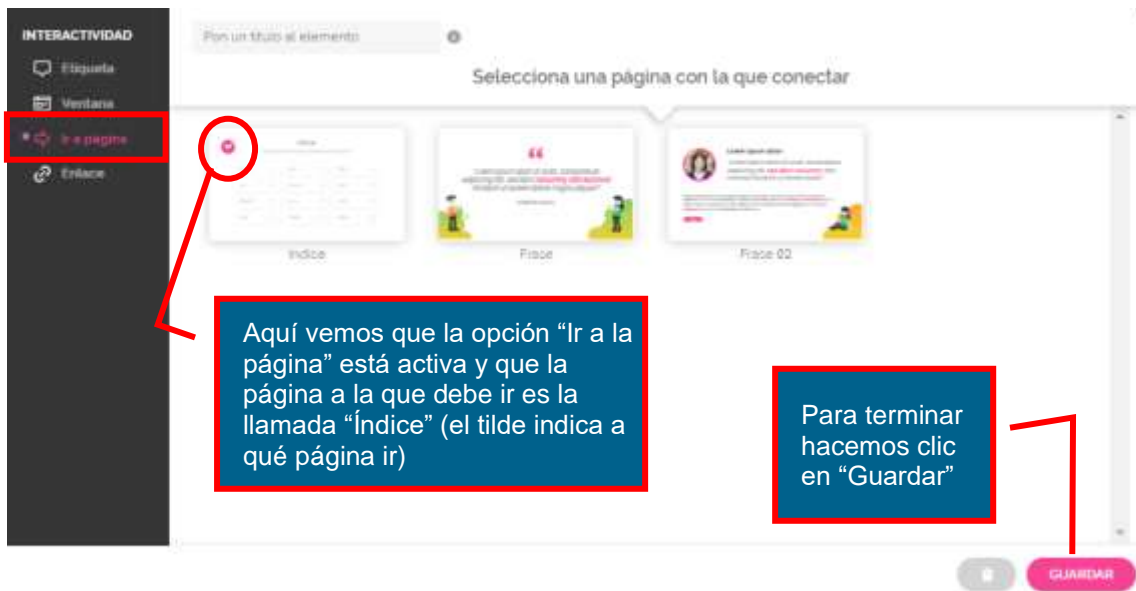 INTERACTIVIDAD
Etiqueta
Ventana
Ir a página
Enlace
Pon un título al elemento
Selecciona una página con la que conectar
Indice
Frase
Frase 02
Aquí vemos que la opción “Ir a la
página” está activa y que la
página a la que debe ir es la
llamada “Índice” (el tilde indica a
qué página ir)
Para terminar
hacemos clic
en “Guardar”
GUARDAR